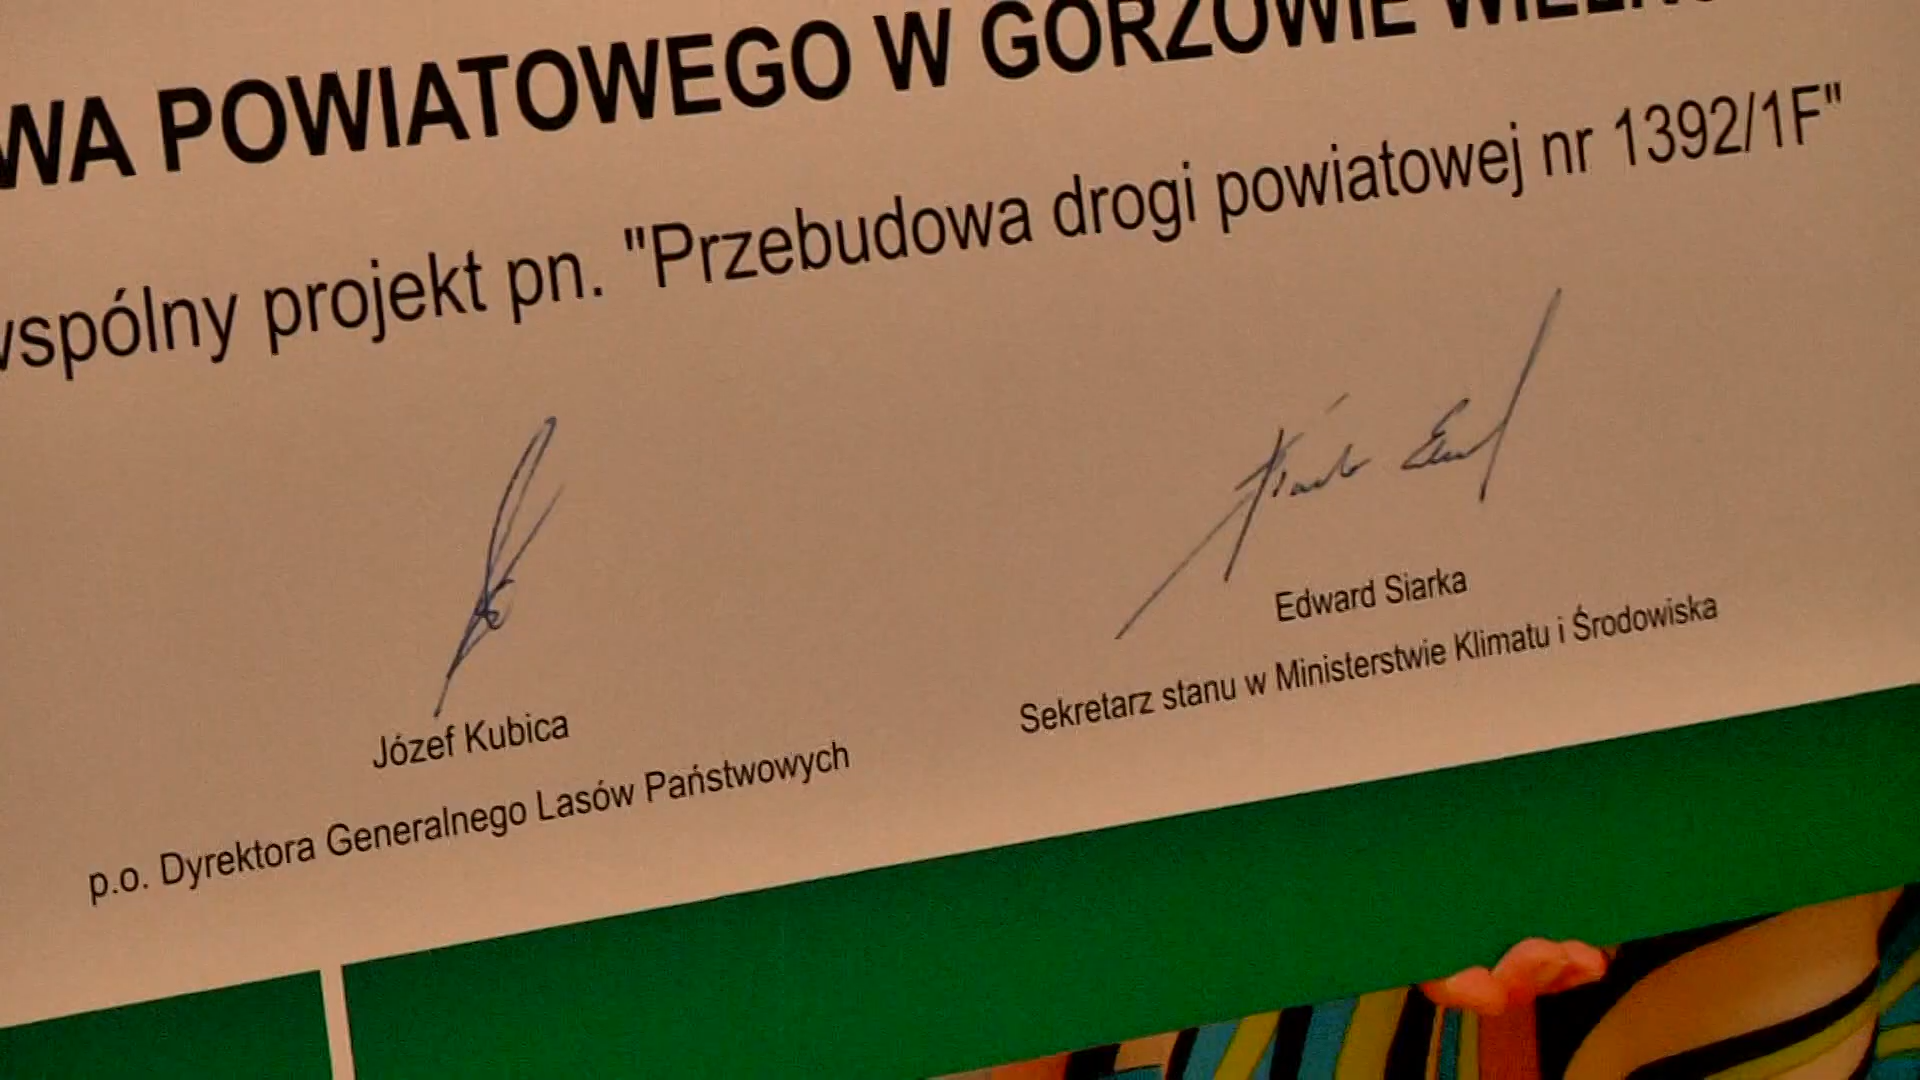 WA POWIATOWEGO W GORZOWIE
wspólny projekt pn. "Przebudowa drogi powiatowej nr 1392/1F"
Józef Kubica
p.o. Dyrektora Generalnego Lasów Państwowych
Edward Siarka
Sekretarz stanu w Ministerstwie Klimatu i Środowiska